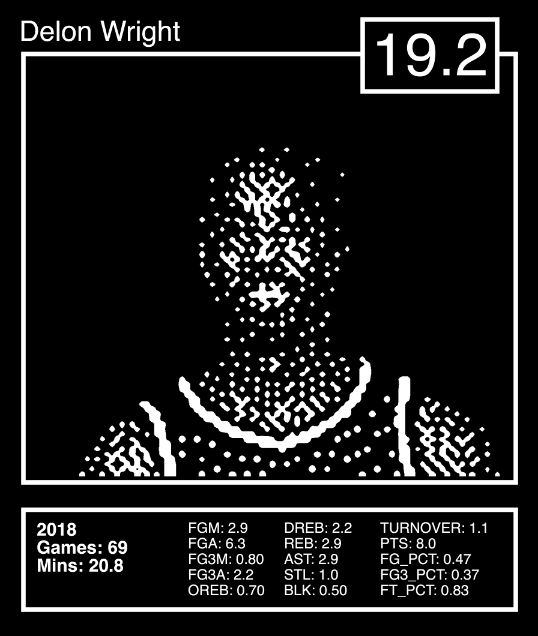 Delon Wright
19.2
2018
Games: 69
Mins: 20.8
FGM: 2.9
FGA: 6.3
FG3M: 0.80
FG3A: 2.2
OREB: 0.70
DREB: 2.2
REB: 2.9
AST: 2.9
STL: 1.0
BLK: 0.50
TURNOVER: 1.1
PTS: 8.0
FG_PCT: 0.47
FG3_PCT: 0.37
FT_PCT: 0.83